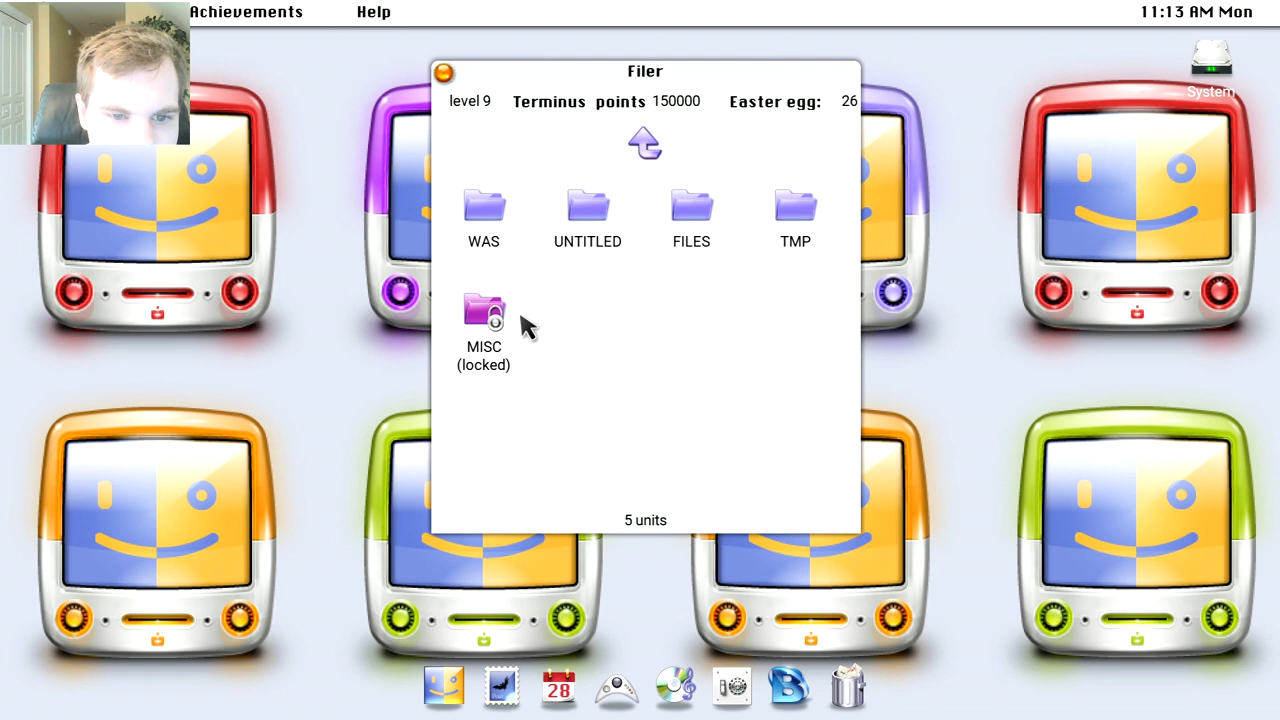 Achievements Help 11:13 AM Mon
Filer
level 9 Terminus points 150000 Easter egg: 26
System
WAS UNTITLED FILES TMP
MISC
(locked)
5 units
28